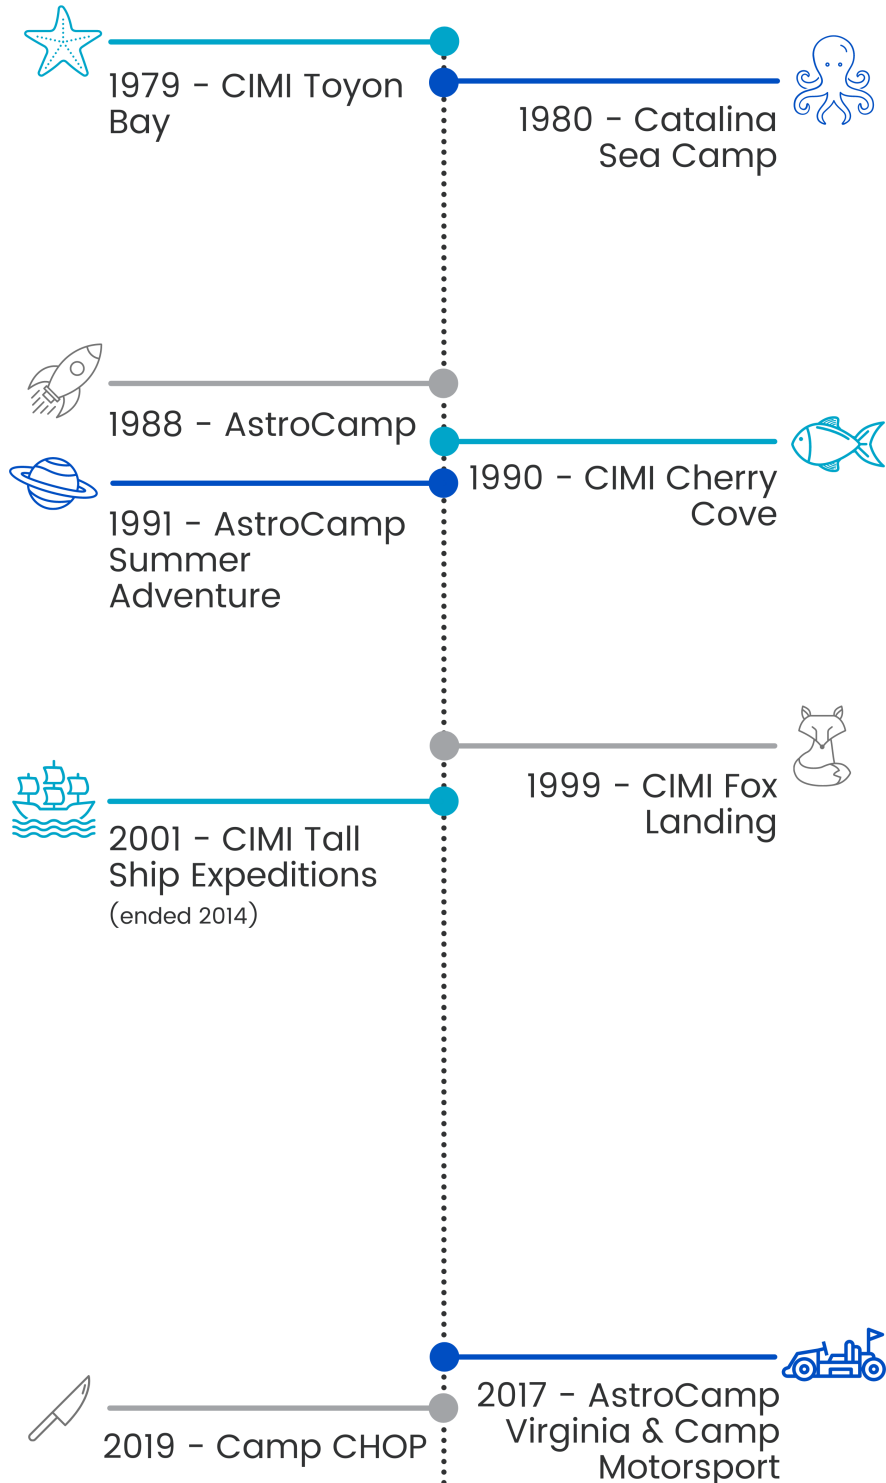 1979 - CIMI Toyon
Bay
1980 - Catalina
Sea Camp
1988 - AstroCamp
1990 - CIMI Cherry
Cove
1991 - AstroCamp
Summer
Adventure
1999 - CIMI Fox
Landing
2001 - CIMI Tall
Ship Expeditions
(ended 2014)
2017 - AstroCamp
Virginia & Camp
Motorsport
2019 - Camp CHOP